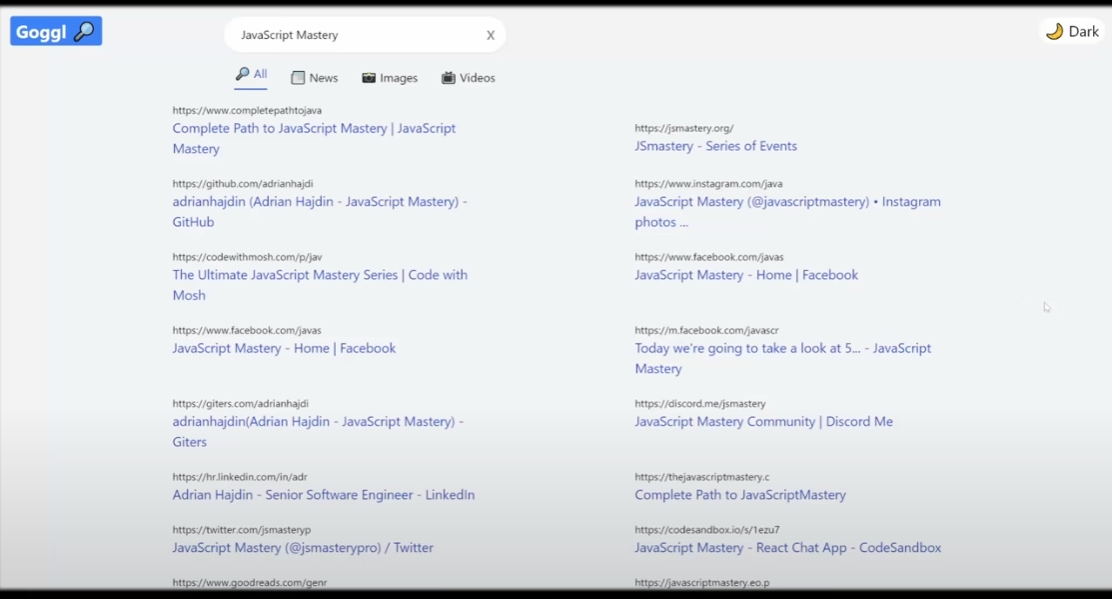 Goggl
JavaScript Mastery
X
Dark
All
News
Images
Videos
https://www.completepathtojava
Complete Path to JavaScript Mastery | JavaScript
Mastery
https://jsmastery.org/
JSmastery - Series of Events
https://github.com/adrianhajdi
adrianhajdin (Adrian Hajdin - JavaScript Mastery) -
GitHub
https://www.instagram.com/java
JavaScript Mastery (@javascriptmastery) • Instagram
photos ...
https://codewithmosh.com/p/jav
The Ultimate JavaScript Mastery Series | Code with
Mosh
https://www.facebook.com/javas
JavaScript Mastery - Home | Facebook
https://www.facebook.com/javas
JavaScript Mastery - Home | Facebook
https://m.facebook.com/javascr
Today we're going to take a look at 5... - JavaScript
Mastery
https://giters.com/adrianhajdi
adrianhajdin(Adrian Hajdin - JavaScript Mastery) -
Giters
https://discord.me/jsmastery
JavaScript Mastery Community | Discord Me
https://hr.linkedin.com/in/adr
Adrian Hajdin - Senior Software Engineer - LinkedIn
https://thejavascriptmastery.c
Complete Path to JavaScriptMastery
https://twitter.com/jsmasteryp
JavaScript Mastery (@jsmasterypro) / Twitter
https://codesandbox.io/s/1ezu7
JavaScript Mastery - React Chat App - CodeSandbox
https://www.goodreads.com/genr
https://javascriptmastery.eo.p